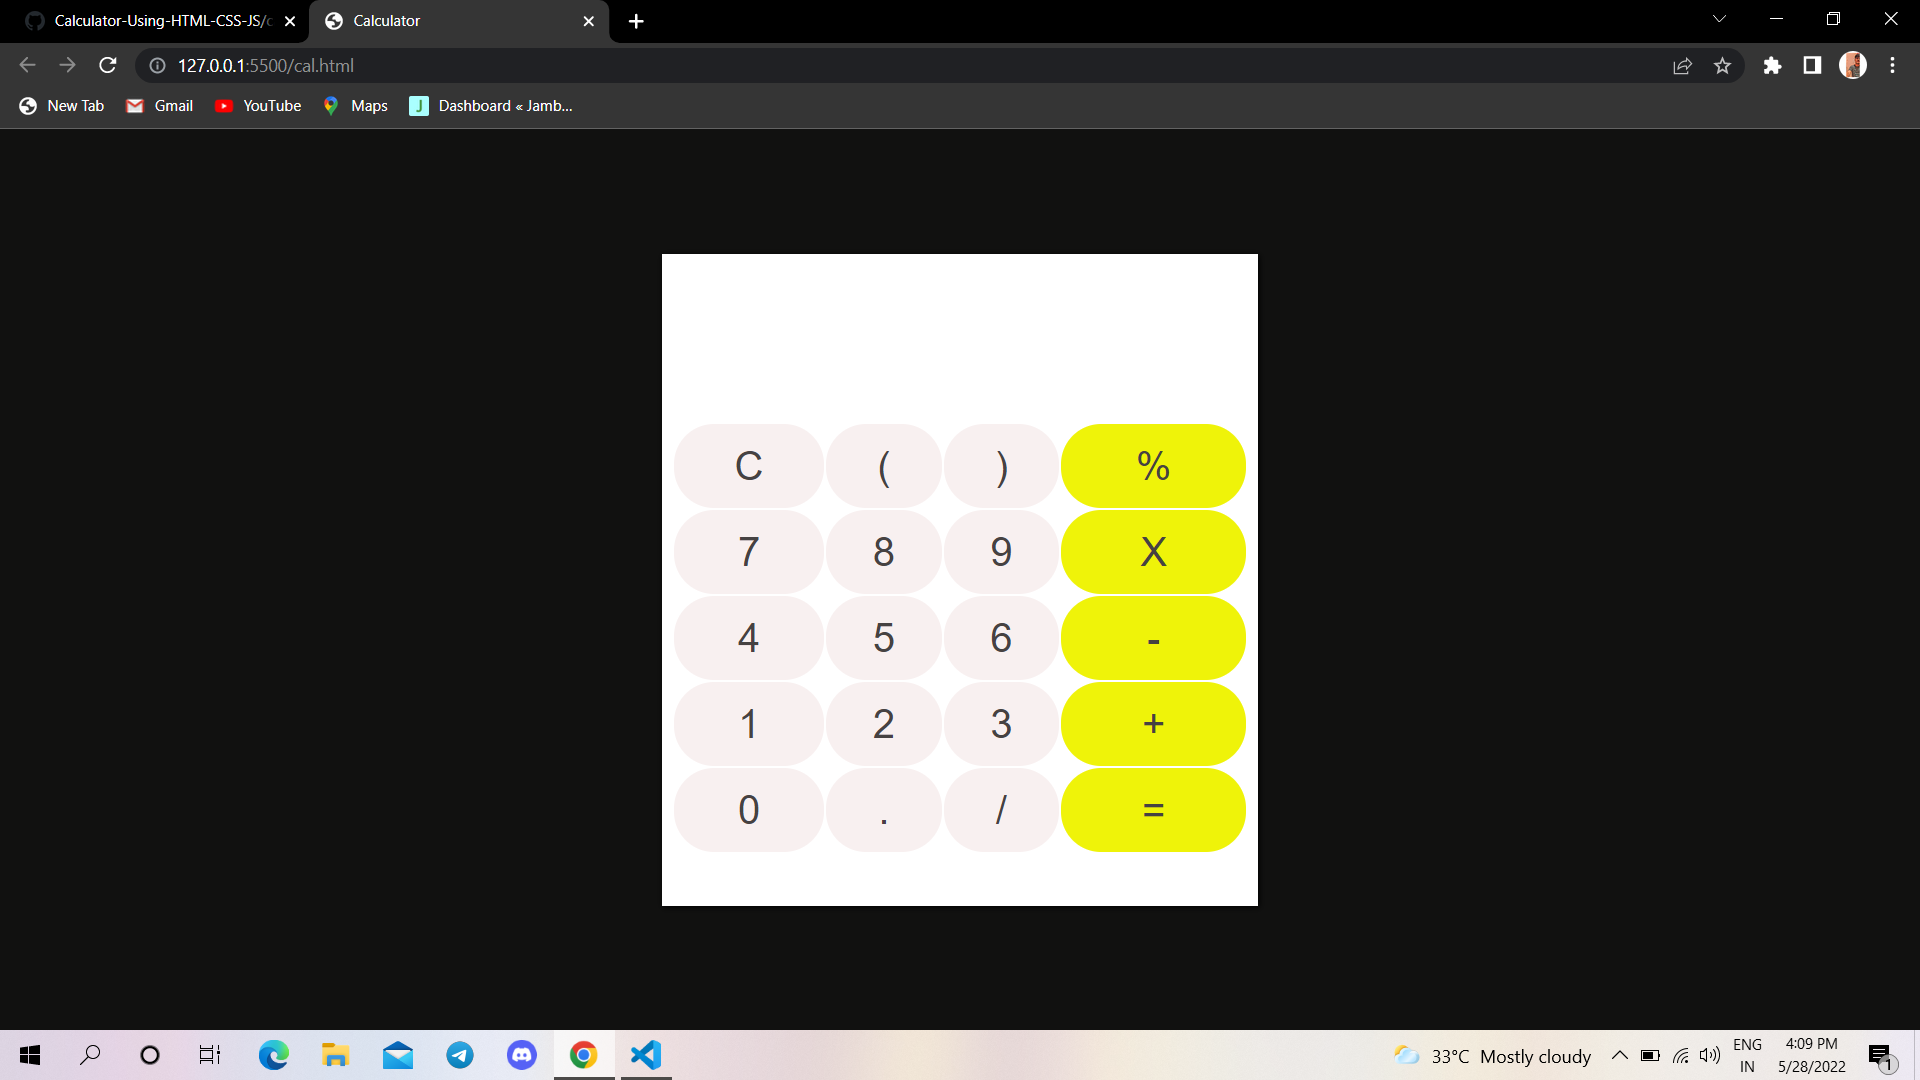 Calculator-Using-HTML-CSS-JS/c
Calculator
127.0.0.1:5500/cal.html
New Tab
Gmail
YouTube
Maps
J
Dashboard « Jamb...
C ( ) %
7 8 9 X
4 5 6 -
1 2 3 +
0 . / =
33°C Mostly cloudy
ENG
IN
4:09 PM
5/28/2022
1